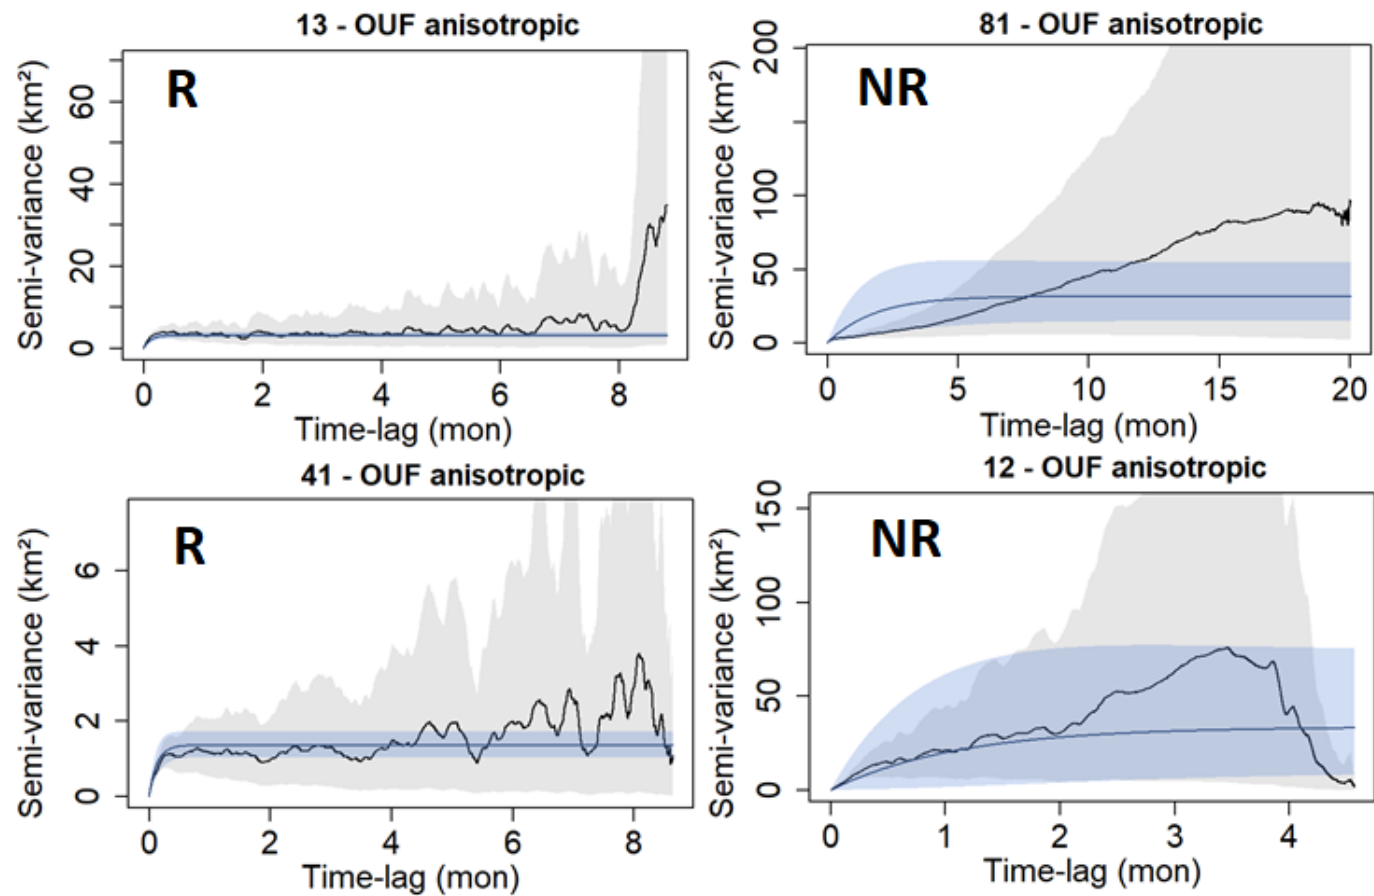 13 - OUF anisotropic
R
Semi-variance (km²)
60
40
20
0
0 2 4 6 8
Time-lag (mon)
81 - OUF anisotropic
NR
Semi-variance (km²)
200
100
50
0
0 5 10 15 20
Time-lag (mon)
41 - OUF anisotropic
R
Semi-variance (km²)
6
4
2
0
0 2 4 6 8
Time-lag (mon)
12 - OUF anisotropic
NR
Semi-variance (km²)
150
100
50
0
0 1 2 3 4
Time-lag (mon)